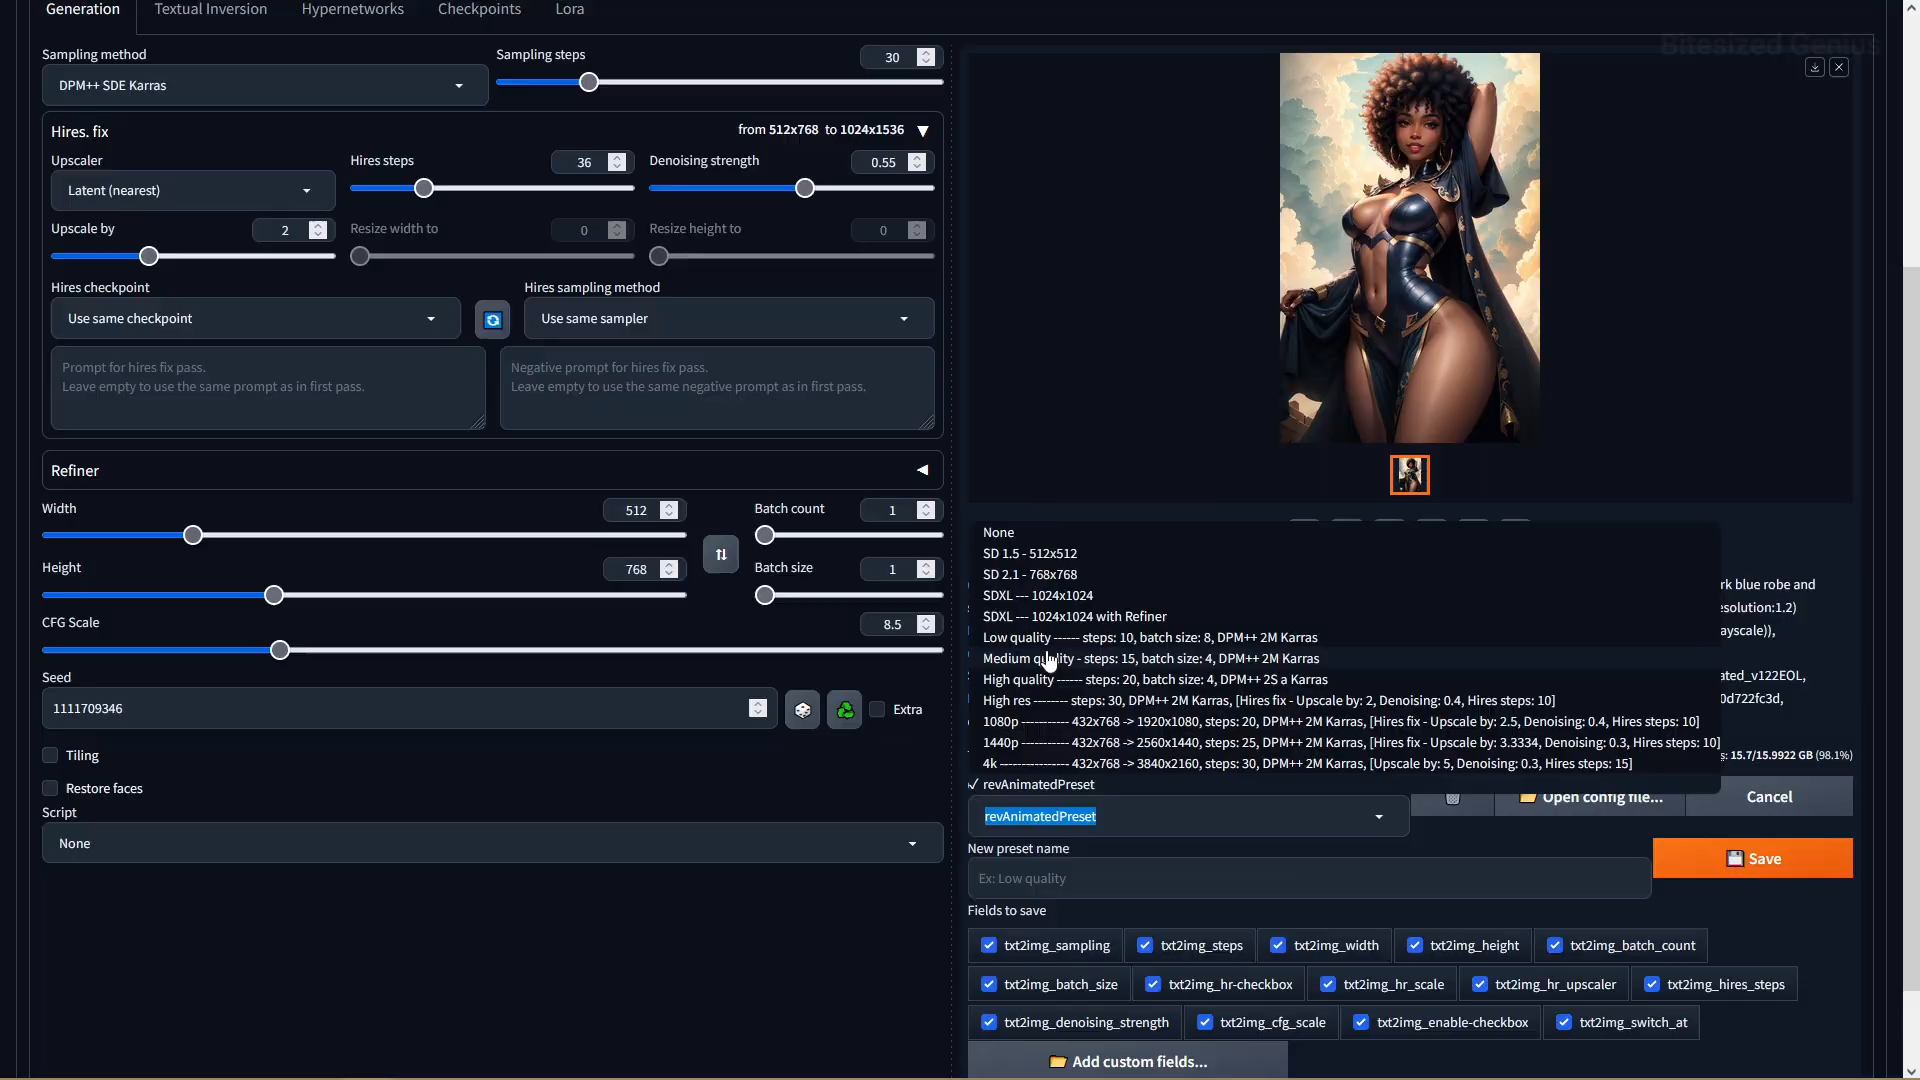 Generation
Textual Inversion
Hypernetworks
Checkpoints
Lora
Bitesized Genius
Sampling method
DPM++ SDE Karras
Sampling steps
30
Hires. fix
from 512x768 to 1024x1536
Upscaler
Latent (nearest)
Hires steps
36
Denoising strength
0.55
Upscale by
2
Resize width to
0
Resize height to
0
Hires checkpoint
Use same checkpoint
Hires sampling method
Use same sampler
Prompt for hires fix pass.
Leave empty to use the same prompt as in first pass.
Negative prompt for hires fix pass.
Leave empty to use the same negative prompt as in first pass.
Refiner
Width
512
Batch count
1
Height
768
Batch size
1
CFG Scale
8.5
Seed
1111709346
Extra
Tiling
Restore faces
Script
None
None
SD 1.5 - 512x512
SD 2.1 - 768x768
SDXL --- 1024x1024
SDXL --- 1024x1024 with Refiner
Low quality ------ steps: 10, batch size: 8, DPM++ 2M Karras
Medium quality - steps: 15, batch size: 4, DPM++ 2M Karras
High quality ------ steps: 20, batch size: 4, DPM++ 2S a Karras
High res -------- steps: 30, DPM++ 2M Karras, [Hires fix - Upscale by: 2, Denoising: 0.4, Hires steps: 10]
1080p ----------- 432x768 -> 1920x1080, steps: 20, DPM++ 2M Karras, [Hires fix - Upscale by: 2.5, Denoising: 0.4, Hires steps: 10]
1440p ----------- 432x768 -> 2560x1440, steps: 25, DPM++ 2M Karras, [Hires fix - Upscale by: 3.3334, Denoising: 0.3, Hires steps: 10]
4k ---------------- 432x768 -> 3840x2160, steps: 30, DPM++ 2M Karras, [Upscale by: 5, Denoising: 0.3, Hires steps: 15]
✓ revAnimatedPreset
rk blue robe and
esolution:1.2)
ayscale)),
ated_v122EOL,
0d722fc3d,
s: 15.7/15.9922 GB (98.1%)
revAnimatedPreset
Open config file...
Cancel
New preset name
Ex: Low quality
Save
Fields to save
txt2img_sampling
txt2img_steps
txt2img_width
txt2img_height
txt2img_batch_count
txt2img_batch_size
txt2img_hr-checkbox
txt2img_hr_scale
txt2img_hr_upscaler
txt2img_hires_steps
txt2img_denoising_strength
txt2img_cfg_scale
txt2img_enable-checkbox
txt2img_switch_at
Add custom fields...